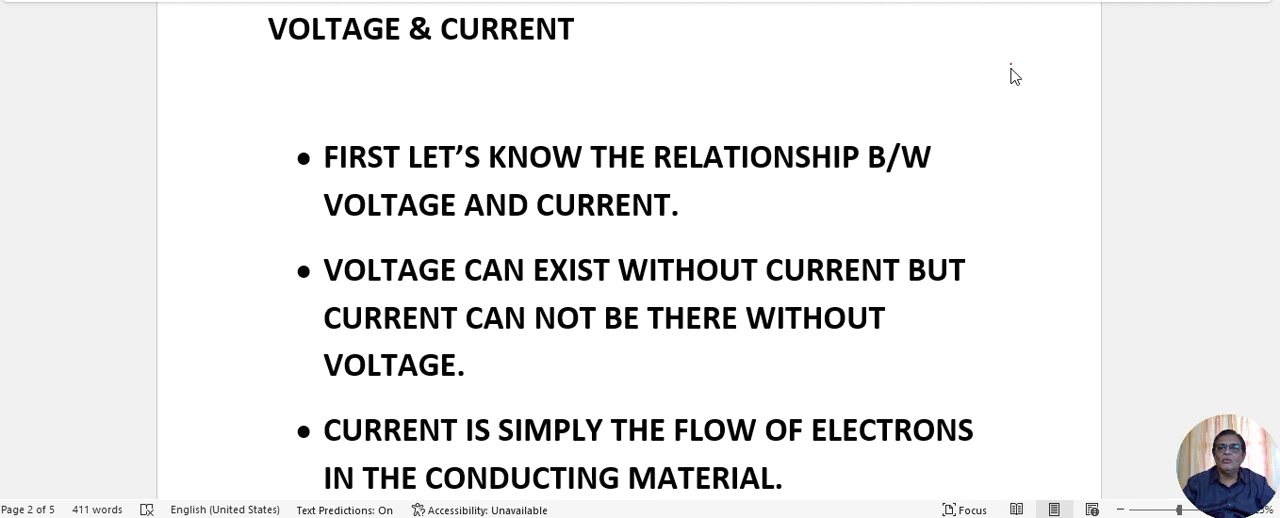 VOLTAGE & CURRENT
● FIRST LET’S KNOW THE RELATIONSHIP B/W
VOLTAGE AND CURRENT.
● VOLTAGE CAN EXIST WITHOUT CURRENT BUT
CURRENT CAN NOT BE THERE WITHOUT
VOLTAGE.
● CURRENT IS SIMPLY THE FLOW OF ELECTRONS
IN THE CONDUCTING MATERIAL.
Page 2 of 5 411 words English (United States) Text Predictions: On Accessibility: Unavailable Focus